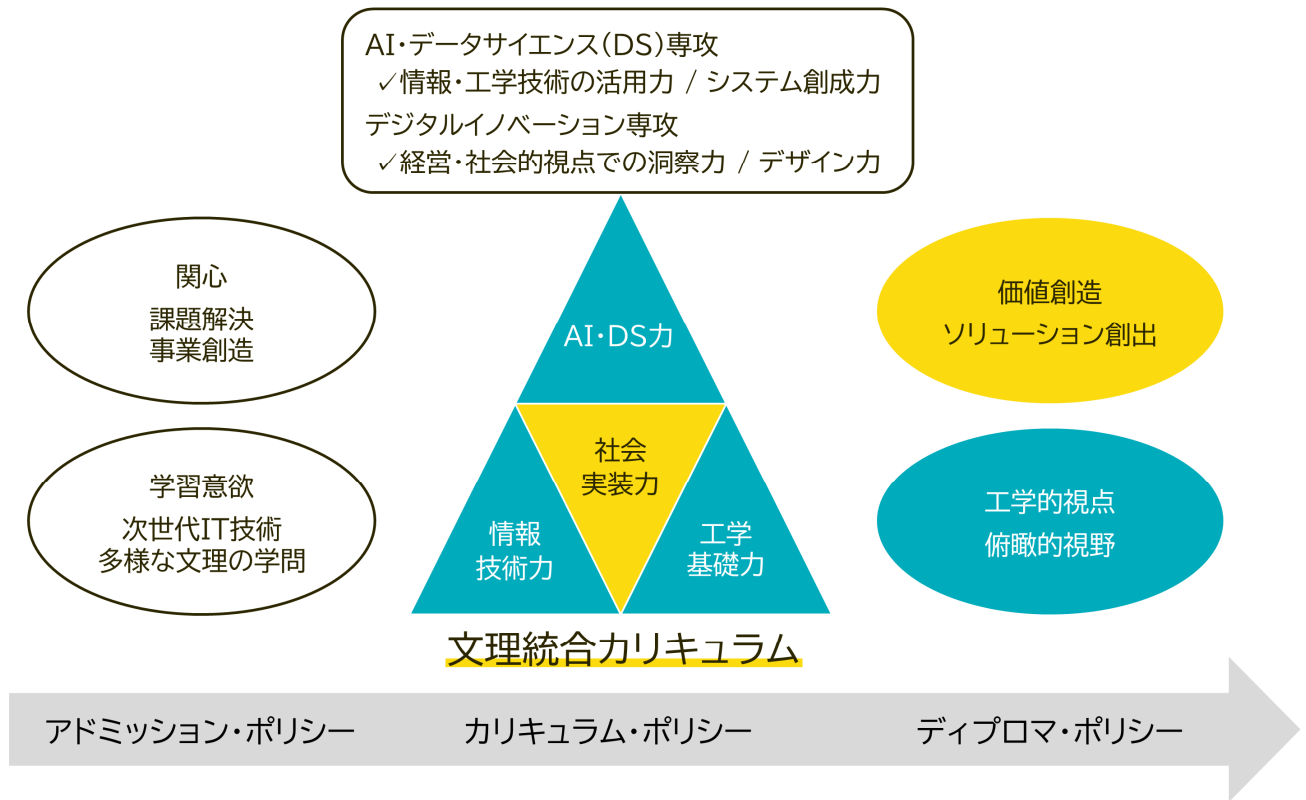 AI・データサイエンス(DS)専攻
✓情報・工学技術の活用力 / システム創成力
デジタルイノベーション専攻
✓経営・社会的視点での洞察力 / デザイン力
関心
課題解決
事業創造
学習意欲
次世代IT技術
多様な文理の学問
AI・DS力
社会
実装力
情報
技術力
工学
基礎力
価値創造
ソリューション創出
工学的視点
俯瞰的視野
文理統合カリキュラム
アドミッション・ポリシー
カリキュラム・ポリシー
ディプロマ・ポリシー